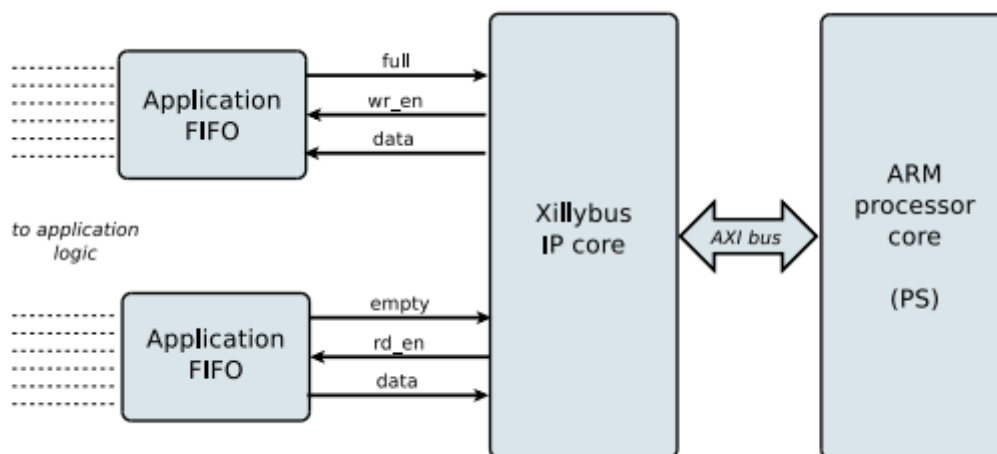 full
Application
FIFO
wr_en
data
to application
logic
Xillybus
IP core
AXI bus
ARM
processor
core
(PS)
empty
Application
FIFO
rd_en
data